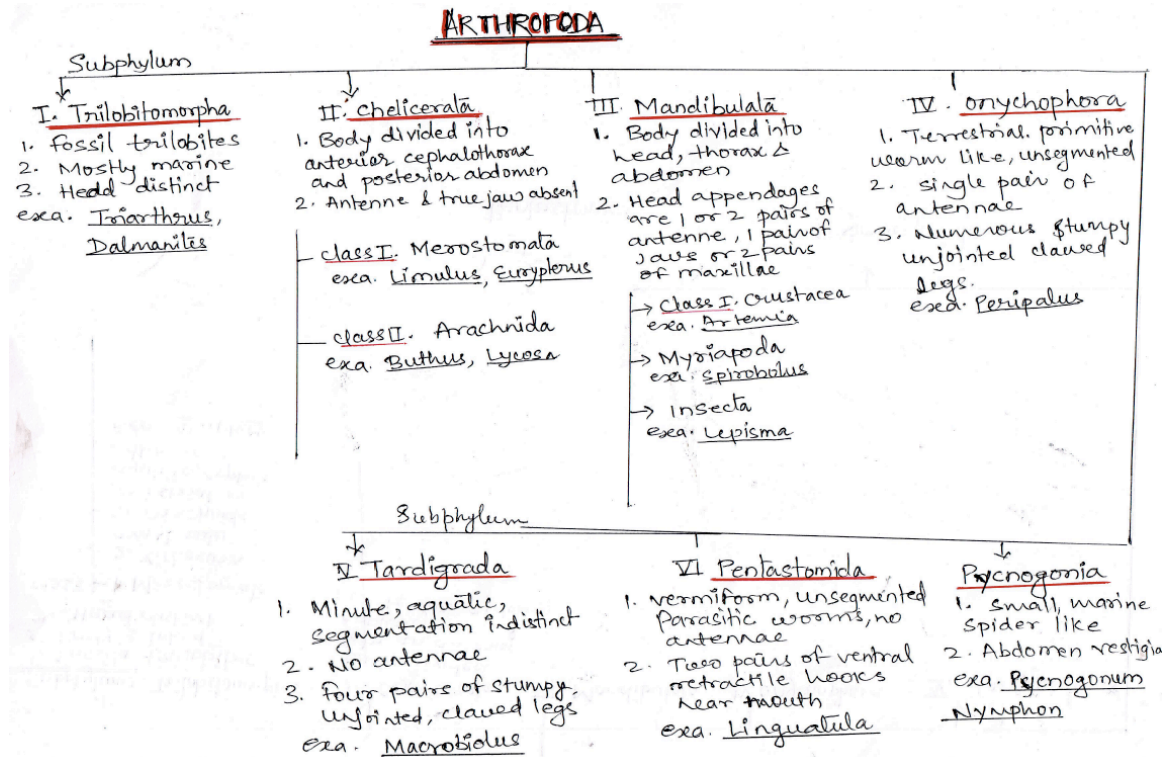 ARTHROPODA
Subphylum
I. Trilobitomorpha
1. Fossil trilobites
2. Mostly marine
3. Head distinct
exa. Triarthrus,
Dalmanites
II. Chelicerata
1. Body divided into
anterior cephalothorax
and posterior abdomen
2. Antenne & true jaw absent
class I. Merostomata
exa. Limulus, Eurypterus
class II. Arachnida
exa. Buthus, Lycosa
III. Mandibulata
1. Body divided into
head, thorax &
abdomen
2. Head appendages
are 1 or 2 pairs of
antenne, 1 pair of
jaws or 2 pairs
of maxillae
→ Class I. Crustacea
exa. Artemia
→ Myriapoda
exa. Spirobolus
→ Insecta
exa. Lepisma
IV. Onychophora
1. Terrestrial. primitive
worm like, unsegmented
2. single pair of
antennae
3. Numerous stumpy
unjointed clawed
legs.
exa. Peripalus
Subphylum
V Tardigrada
1. Minute, aquatic,
segmentation indistinct
2. No antennae
3. four pairs of stumpy,
unjointed, clawed legs
exa. Macrobiolus
VI Pentastomida
1. vermiform, unsegmented
Parasitic worms, no
antennae
2. Two pairs of ventral
retractile hooks
near mouth
exa. Linguatula
Psycnogonia
1. Small, marine
spider like
2. Abdomen vestigia
exa. Psycnogonum
Nymphon